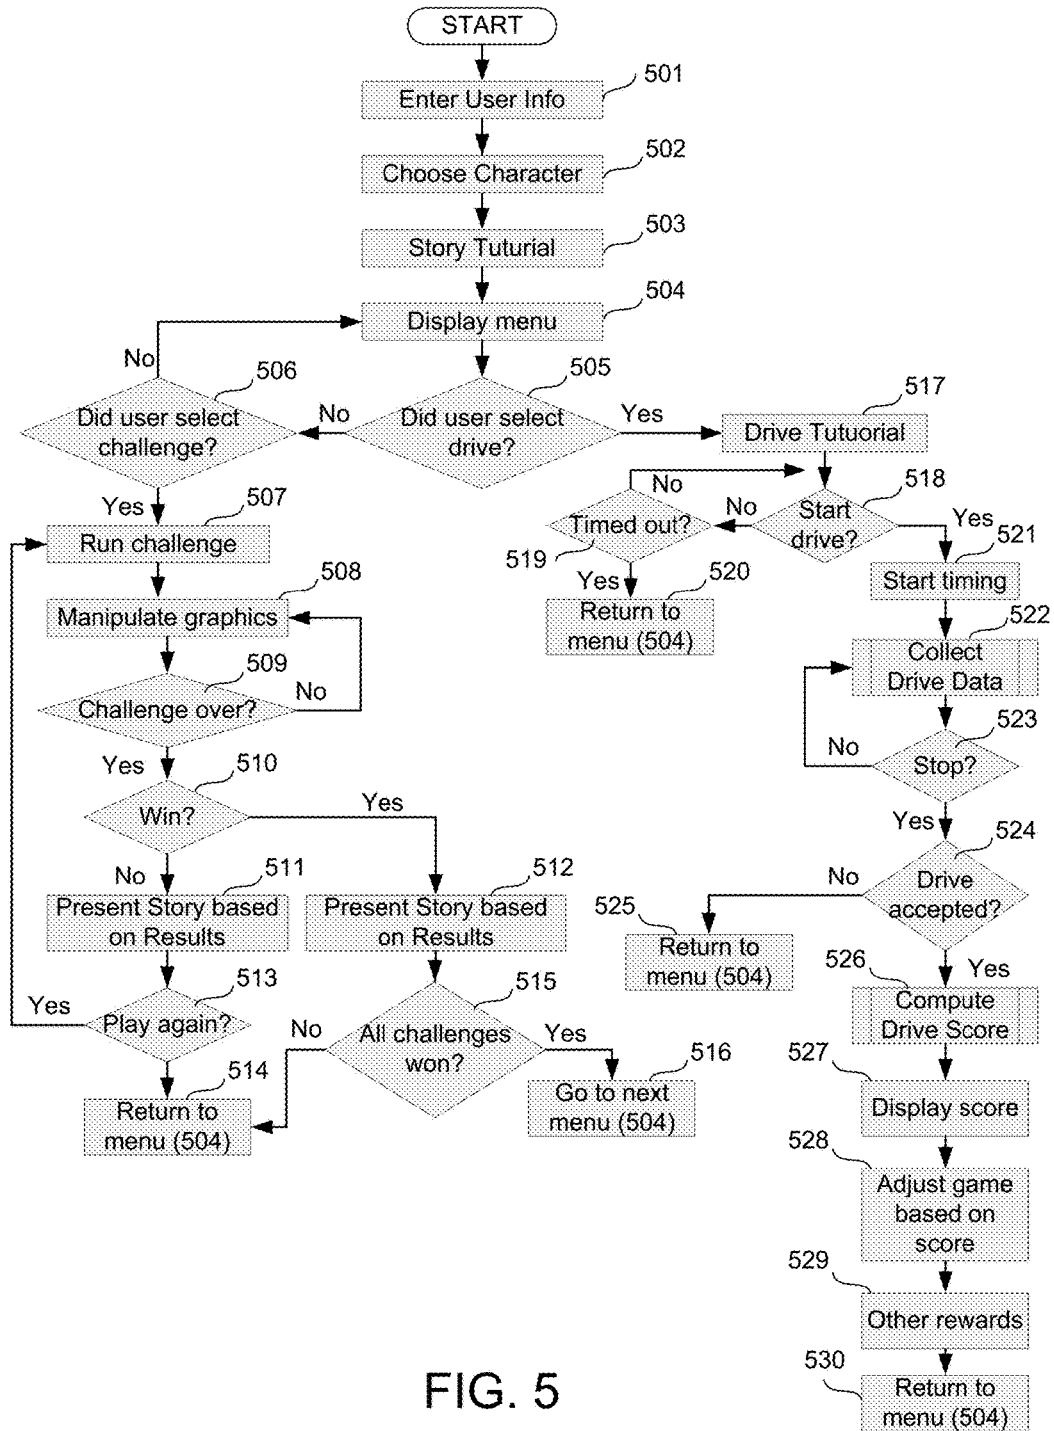 START
501
Enter User Info
502
Choose Character
503
Story Tuturial
504
Display menu
No
506
505
517
Did user select
challenge?
No
Did user select
drive?
Yes
Drive Tutuorial
Yes
507
Run challenge
No
518
Timed out?
No
Start
drive?
Yes
519
521
Yes
520
Start timing
Return to
menu (504)
508
Manipulate graphics
522
Collect
Drive Data
509
Challenge over?
No
523
No
Stop?
Yes
510
Win?
Yes
Yes
524
No
Drive
accepted?
No
511
512
Present Story based
on Results
Present Story based
on Results
525
Return to
menu (504)
526
Yes
Compute
Drive Score
Yes
513
Play again?
515
No
All challenges
won?
Yes
516
514
Return to
menu (504)
Go to next
menu (504)
527
Display score
528
Adjust game
based on
score
529
Other rewards
530
Return to
menu (504)
FIG. 5